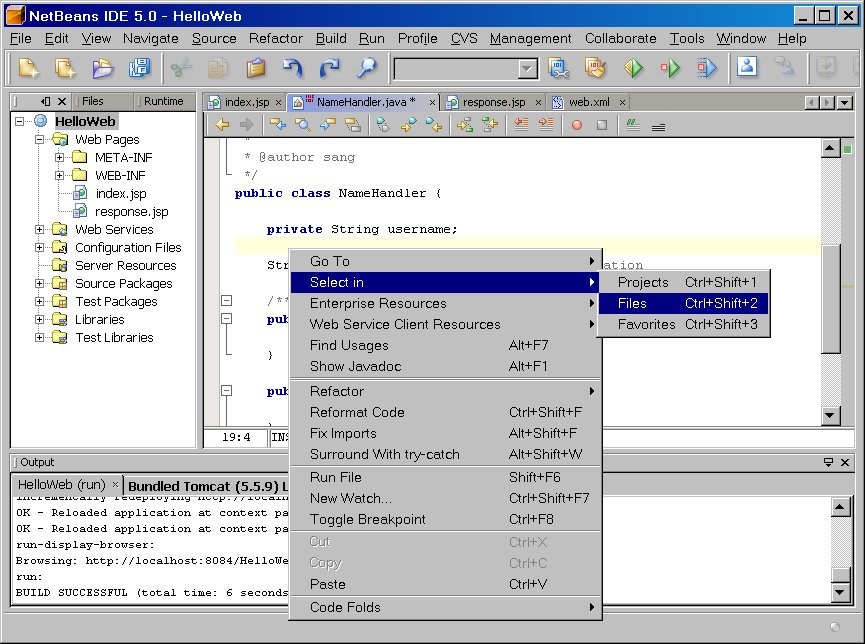 NetBeans IDE 5.0 - HelloWeb
File Edit View Navigate Source Refactor Build Run Profile CVS Management Collaborate Tools Window Help
Files Runtime
index.jsp NameHandler.java * response.jsp web.xml
HelloWeb
Web Pages
META-INF
WEB-INF
index.jsp
response.jsp
Web Services
Configuration Files
Server Resources
Source Packages
Test Packages
Libraries
Test Libraries
*
* @author sang
*/
public class NameHandler {
private String username;
Str
/**
pub
}
pub
19:4 INS
Go To
Select in
Enterprise Resources
Web Service Client Resources
Find Usages Alt+F7
Show Javadoc Alt+F1
Refactor
Reformat Code Ctrl+Shift+F
Fix Imports Alt+Shift+F
Surround With try-catch Alt+Shift+W
Run File Shift+F6
New Watch... Ctrl+Shift+F7
Toggle Breakpoint Ctrl+F8
Cut Ctrl+X
Copy Ctrl+C
Paste Ctrl+V
Code Folds
Projects Ctrl+Shift+1
Files Ctrl+Shift+2
Favorites Ctrl+Shift+3
Output
HelloWeb (run) Bundled Tomcat (5.5.9) L
Incrementally redeploying http://localh
OK - Reloaded application at context pa
OK - Reloaded application at context pa
run-display-browser:
Browsing: http://localhost:8084/HelloWe
run:
BUILD SUCCESSFUL (total time: 6 seconds